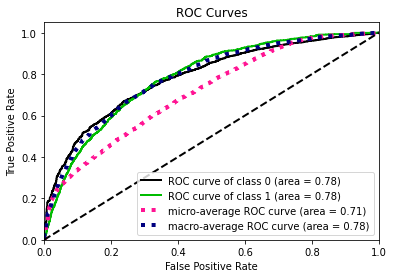 ROC Curves
True Positive Rate
1.0
0.8
0.6
0.4
0.2
0.0
ROC curve of class 0 (area = 0.78)
ROC curve of class 1 (area = 0.78)
micro-average ROC curve (area = 0.71)
macro-average ROC curve (area = 0.78)
0.0 0.2 0.4 0.6 0.8 1.0
False Positive Rate